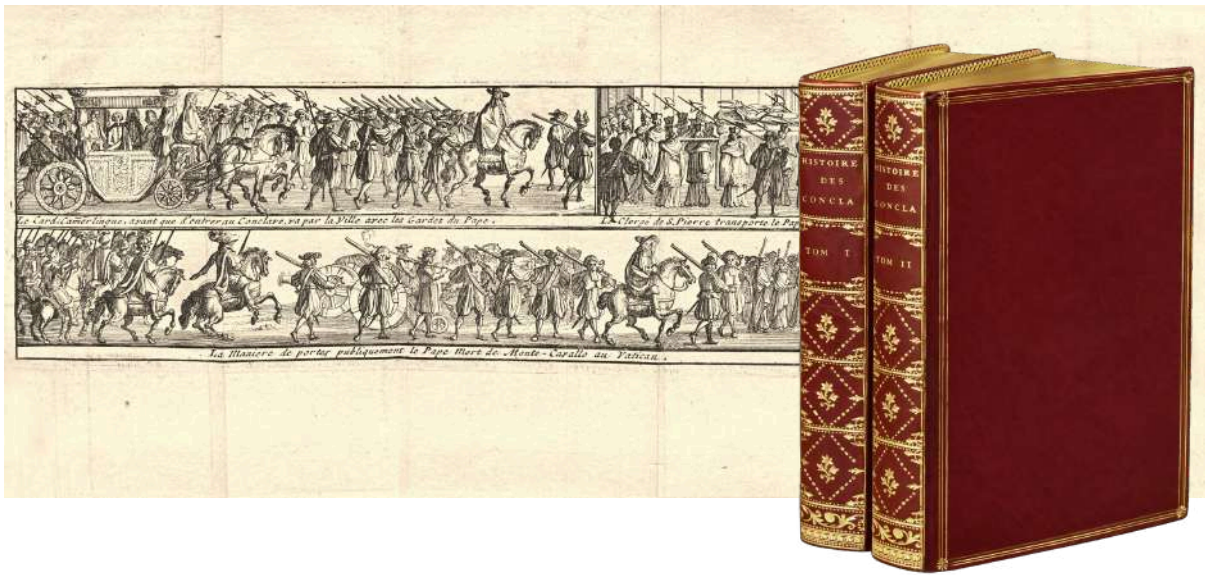 Le Card. Camerlingue, avant que d'entrer au Conclave, va par la Ville avec les Gardes du Pape.
Clergé de S. Pierre transporte le Pap
La Maniere de porter publiquement le Pape Mort de Monte-Cavallo au Vatican.
HISTOIRE
DES
CONCLA
TOM I
HISTOIRE
DES
CONCLA
TOM II